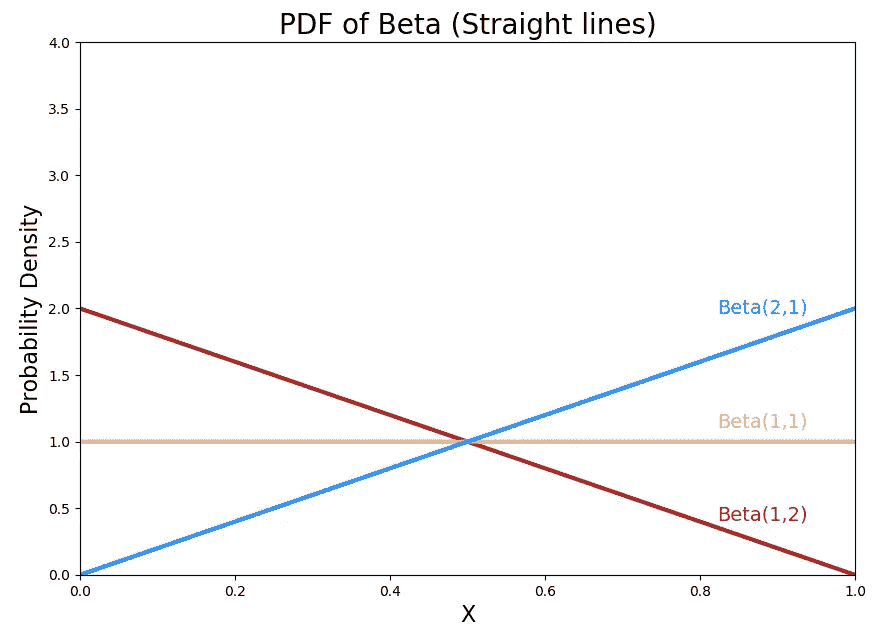 PDF of Beta (Straight lines)
4.0
3.5
3.0
2.5
2.0
1.5
1.0
0.5
0.0
Probability Density
Beta(2,1)
Beta(1,1)
Beta(1,2)
0.0 0.2 0.4 0.6 0.8 1.0
X